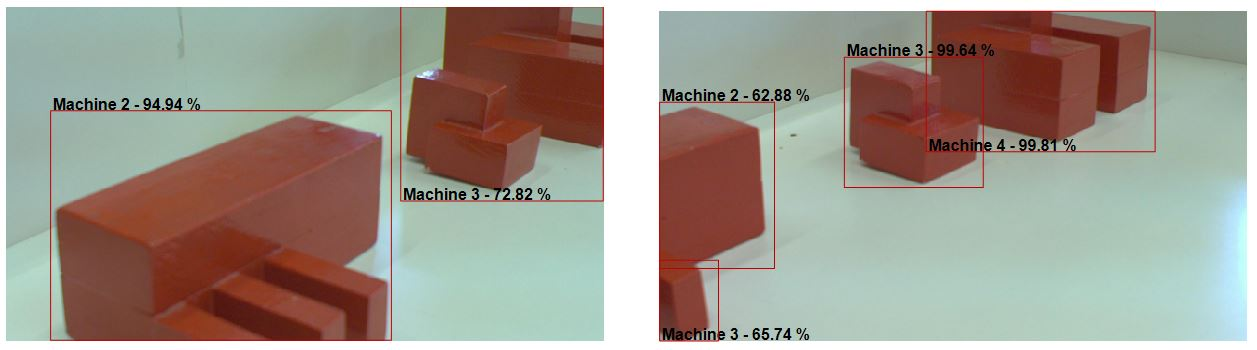 Machine 2 - 94.94 %
Machine 3 - 72.82 %
Machine 3 - 99.64 %
Machine 2 - 62.88 %
Machine 4 - 99.81 %
Machine 3 - 65.74 %